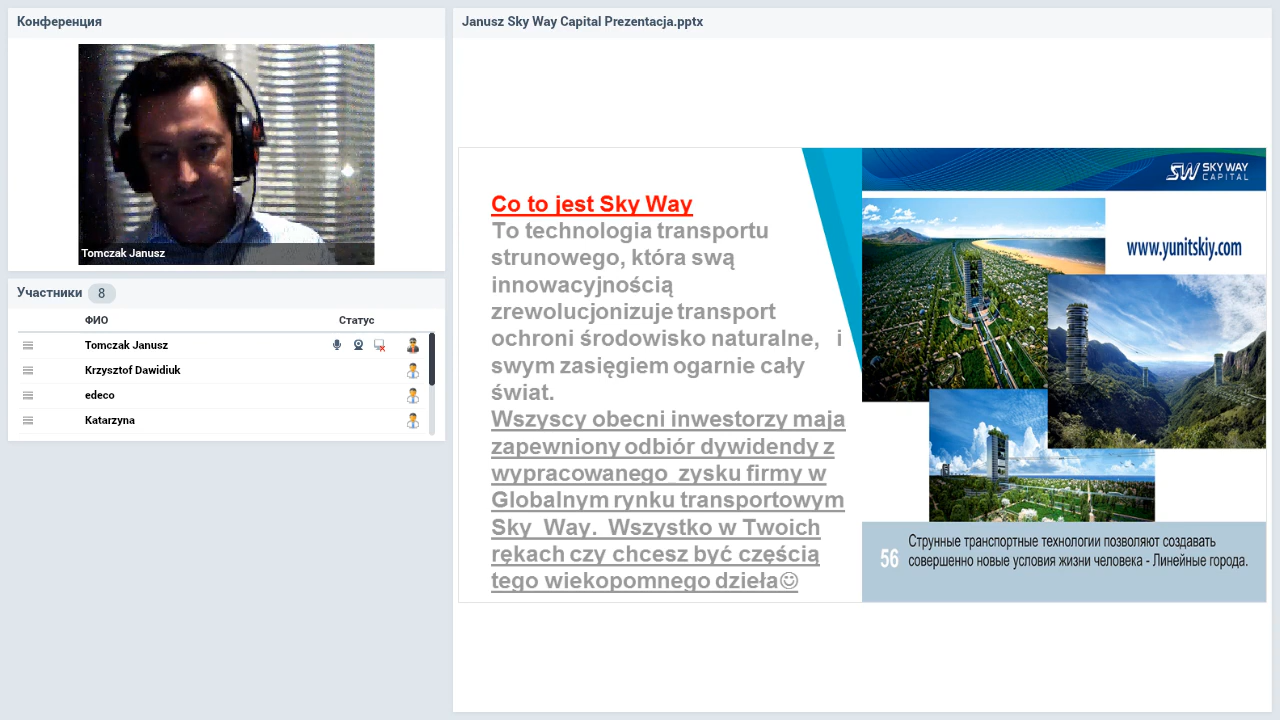 Конференция
Tomczak Janusz
Участники 8
ФИО Статус
Tomczak Janusz
Krzysztof Dawidiuk
edeco
Katarzyna
Janusz Sky Way Capital Prezentacja.pptx
Co to jest Sky Way
To technologia transportu
strunowego, która swą
innowacyjnością
zrewolucjonizuje transport
ochroni środowisko naturalne, i
swym zasięgiem ogarnie cały
świat.
Wszyscy obecni inwestorzy maja
zapewniony odbiór dywidendy z
wypracowanego zysku firmy w
Globalnym rynku transportowym
Sky Way. Wszystko w Twoich
rękach czy chcesz być częścią
tego wiekopomnego dzieła☺
SW SKY WAY
CAPITAL
www.yunitskiy.com
56 Струнные транспортные технологии позволяют создавать
совершенно новые условия жизни человека - Линейные города.